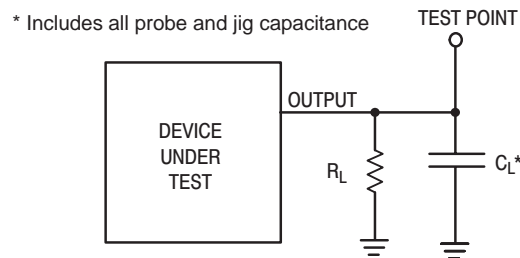 * Includes all probe and jig capacitance
TEST POINT
OUTPUT
DEVICE
UNDER
TEST
RL
CL*